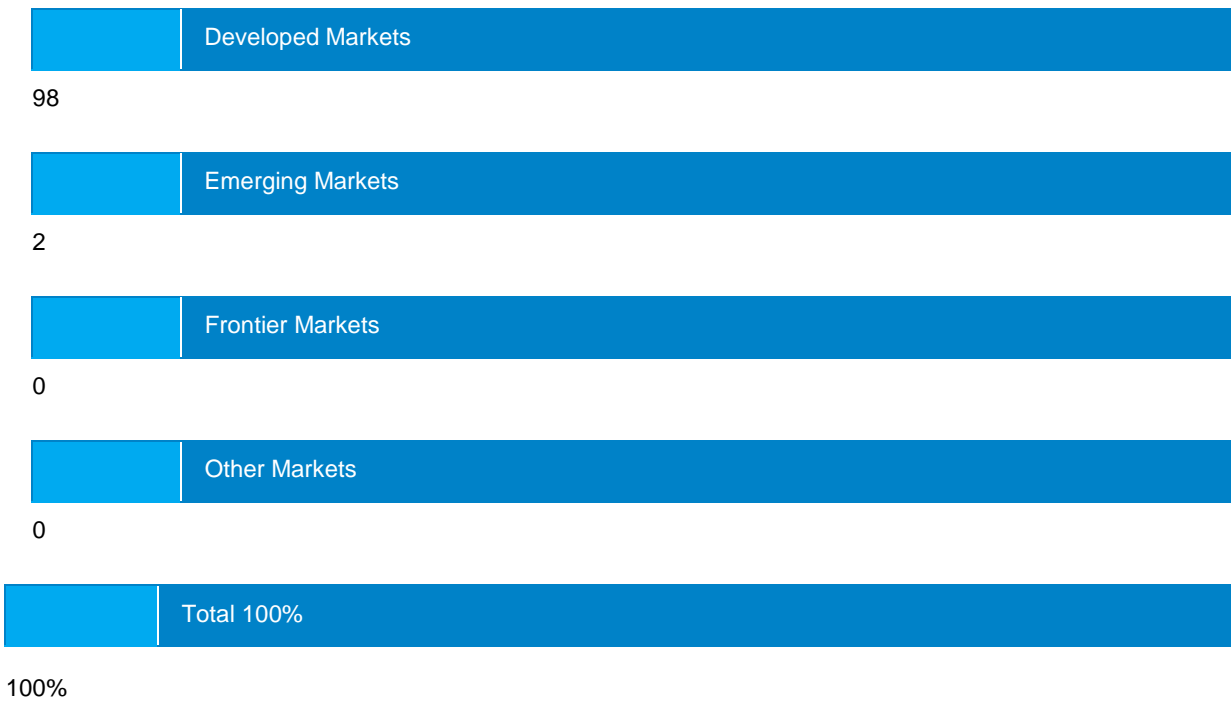 Developed Markets
98
Emerging Markets
2
Frontier Markets
0
Other Markets
0
Total 100%
100%